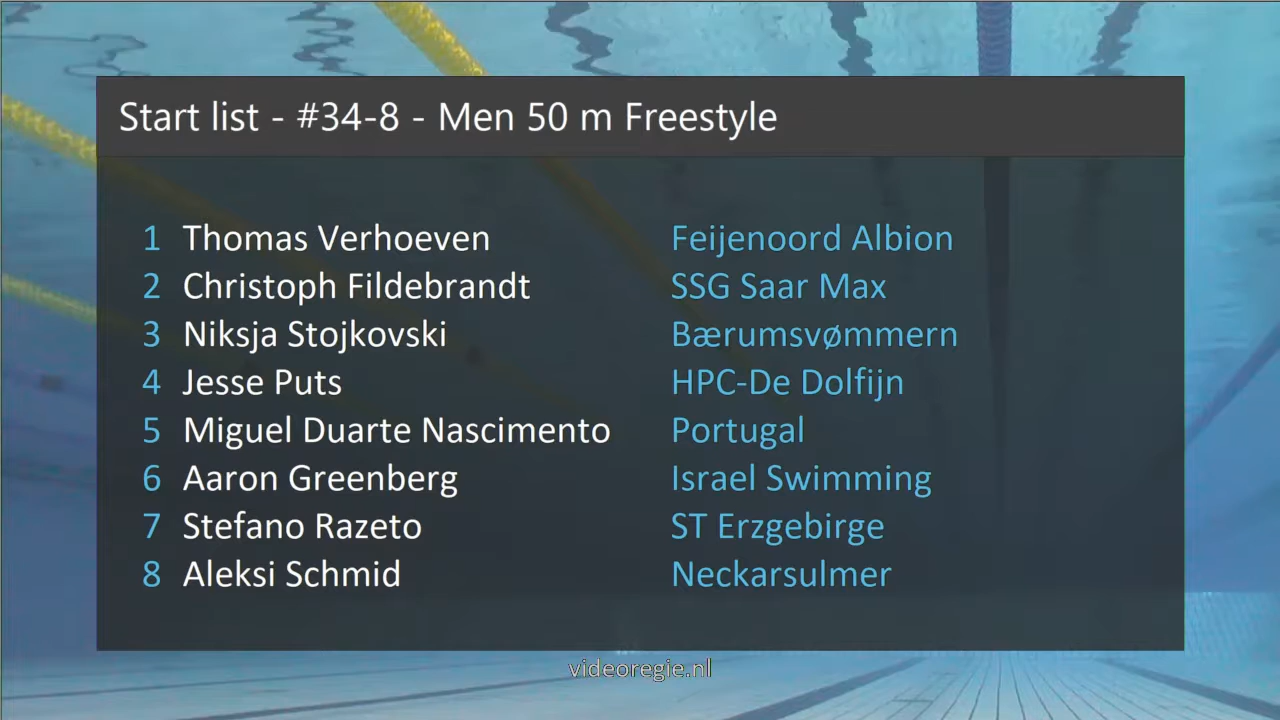 Start list - #34-8 - Men 50 m Freestyle
1 Thomas Verhoeven Feijenoord Albion
2 Christoph Fildebrandt SSG Saar Max
3 Niksja Stojkovski Bærumsvømmern
4 Jesse Puts HPC-De Dolfijn
5 Miguel Duarte Nascimento Portugal
6 Aaron Greenberg Israel Swimming
7 Stefano Razeto ST Erzgebirge
8 Aleksi Schmid Neckarsulmer
videoregie.nl